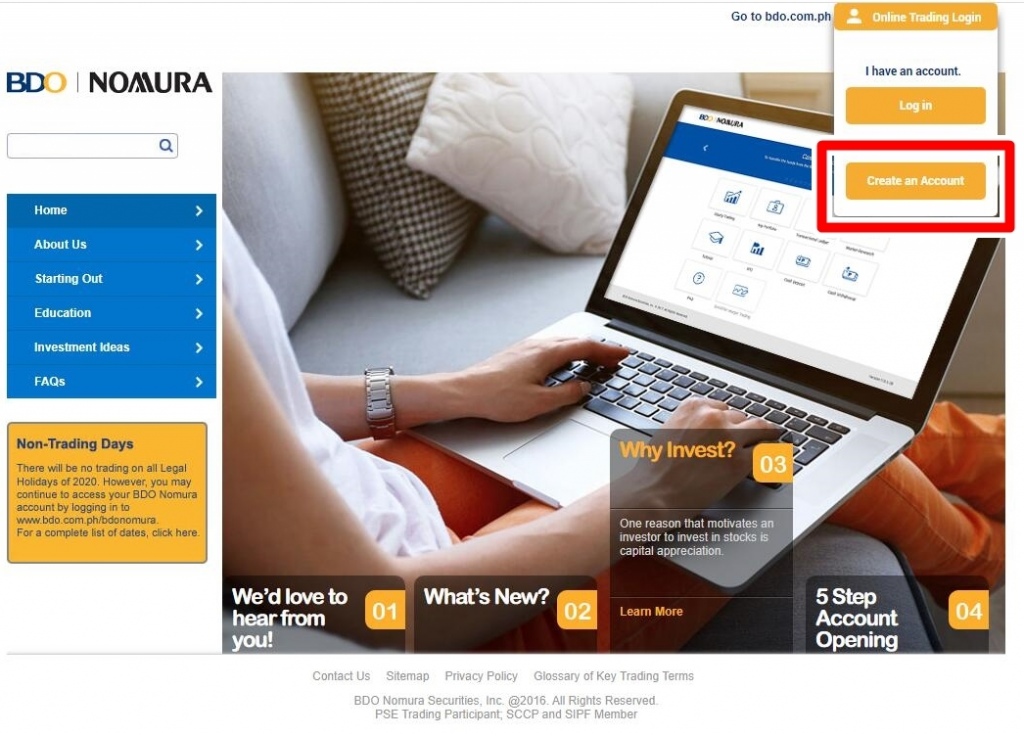 Go to bdo.com.ph
Online Trading Login
I have an account.
Log in
Create an Account
BDO | NOMURA
Home
About Us
Starting Out
Education
Investment Ideas
FAQs
Non-Trading Days
There will be no trading on all Legal
Holidays of 2020. However, you may
continue to access your BDO Nomura
account by logging in to
www.bdo.com.ph/bdonomura.
For a complete list of dates, click here.
BDO | NOMURA
We'd love to
hear from
you!
01
What's New?
02
Why Invest?
03
One reason that motivates an
investor to invest in stocks is
capital appreciation.
Learn More
5 Step
Account
Opening
04
Contact Us Sitemap Privacy Policy Glossary of Key Trading Terms
BDO Nomura Securities, Inc. @2016. All Rights Reserved.
PSE Trading Participant; SCCP and SIPF Member